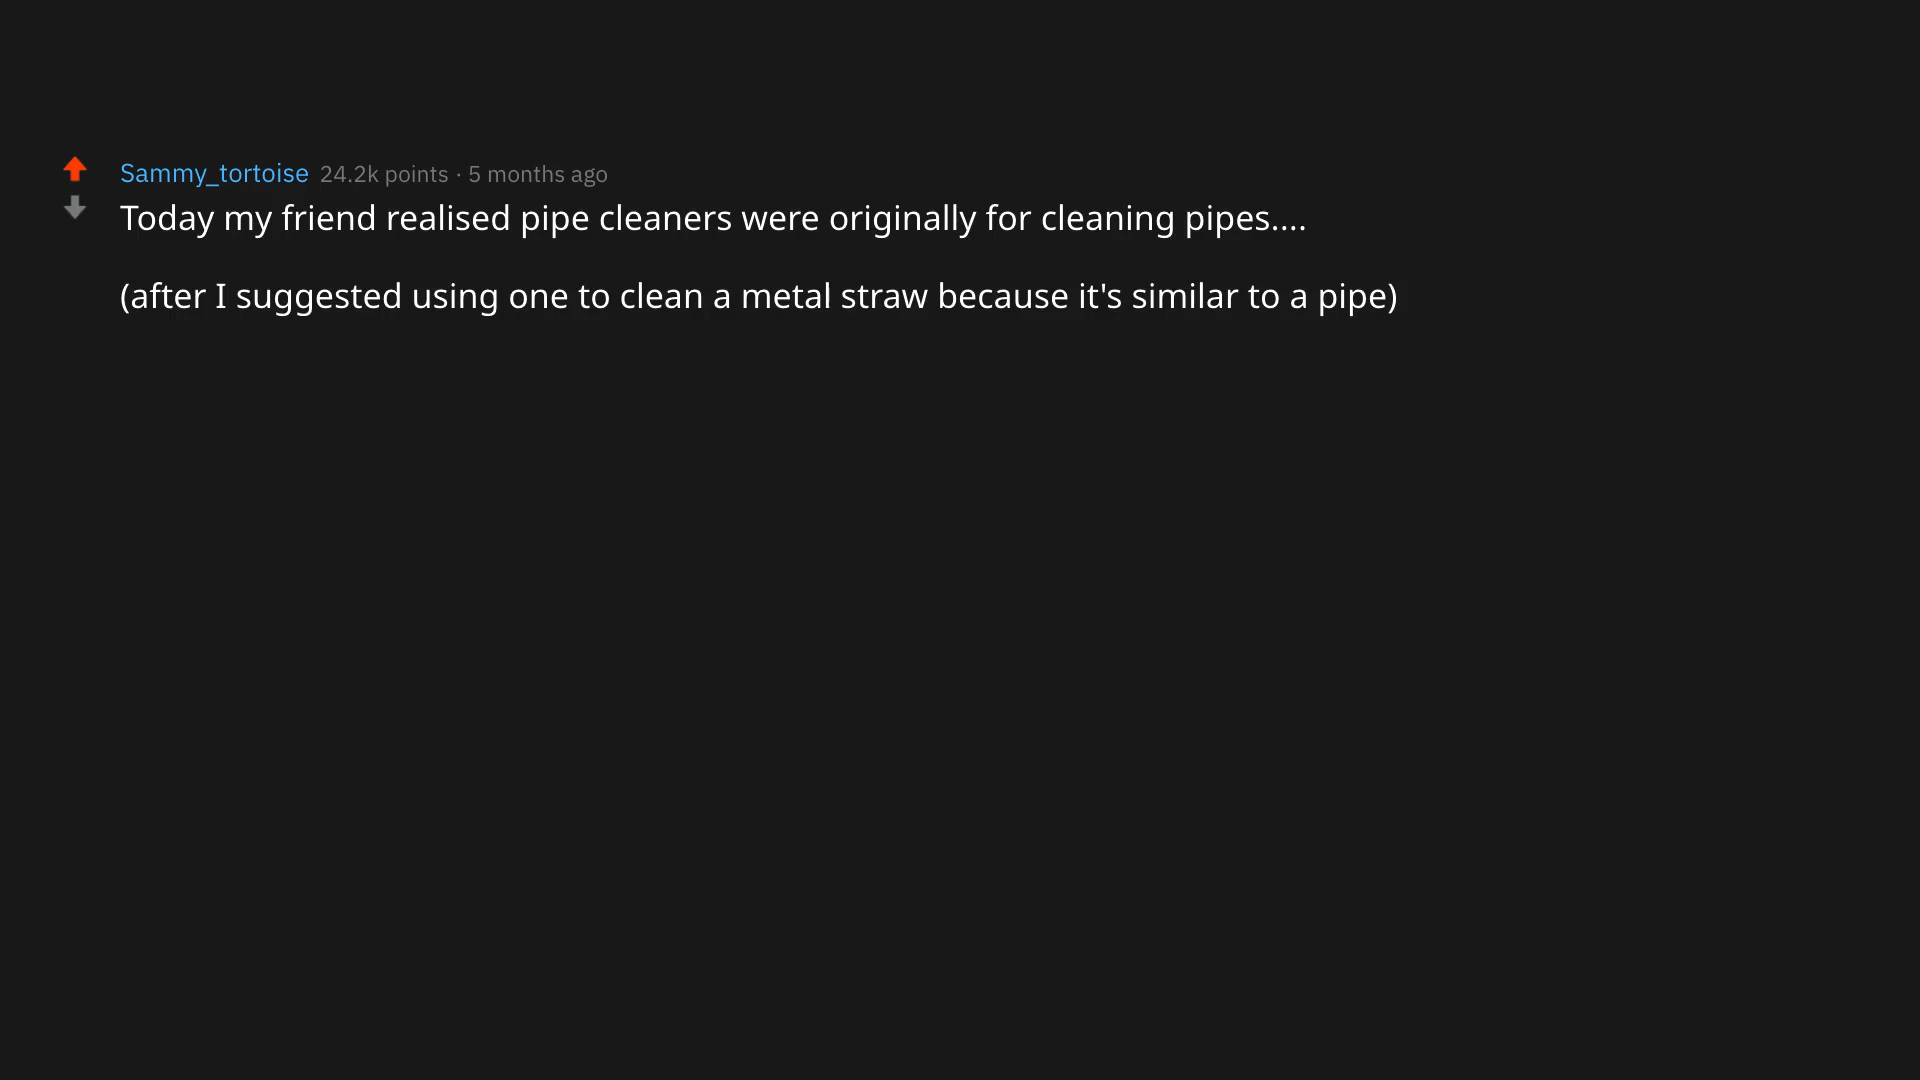 Sammy_tortoise 24.2k points · 5 months ago
Today my friend realised pipe cleaners were originally for cleaning pipes....
(after I suggested using one to clean a metal straw because it's similar to a pipe)